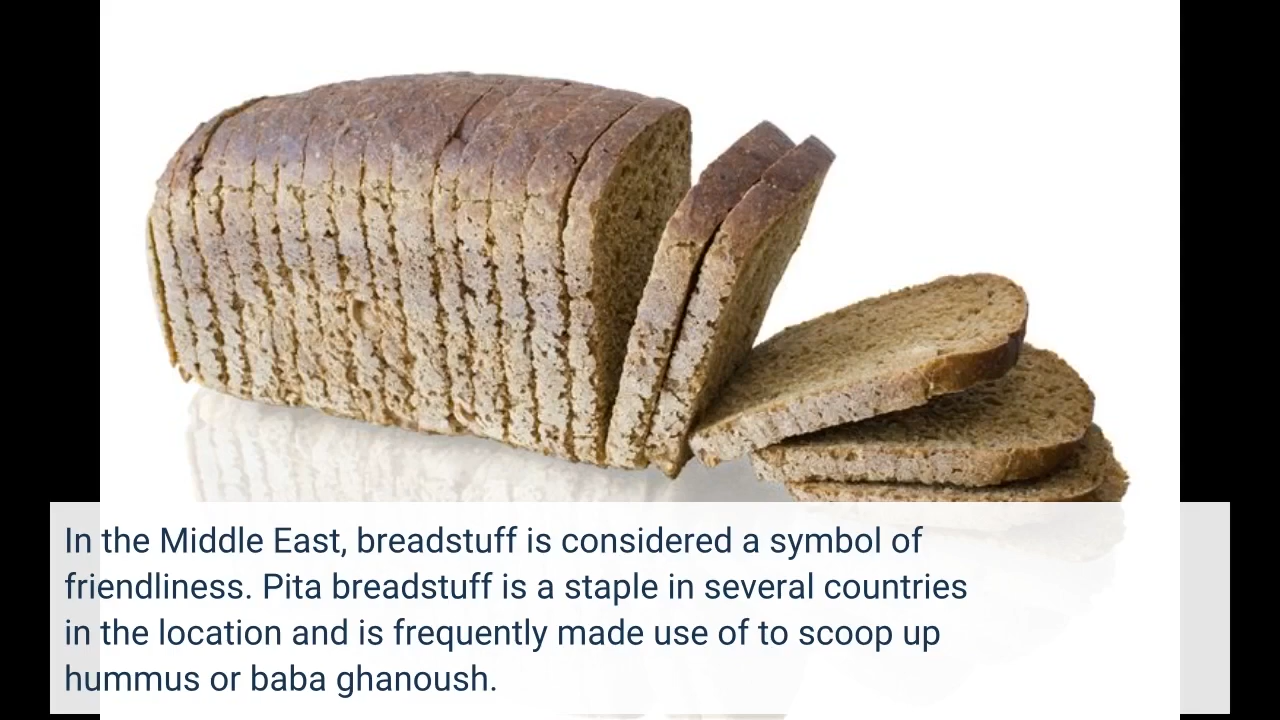 In the Middle East, breadstuff is considered a symbol of
friendliness. Pita breadstuff is a staple in several countries
in the location and is frequently made use of to scoop up
hummus or baba ghanoush.